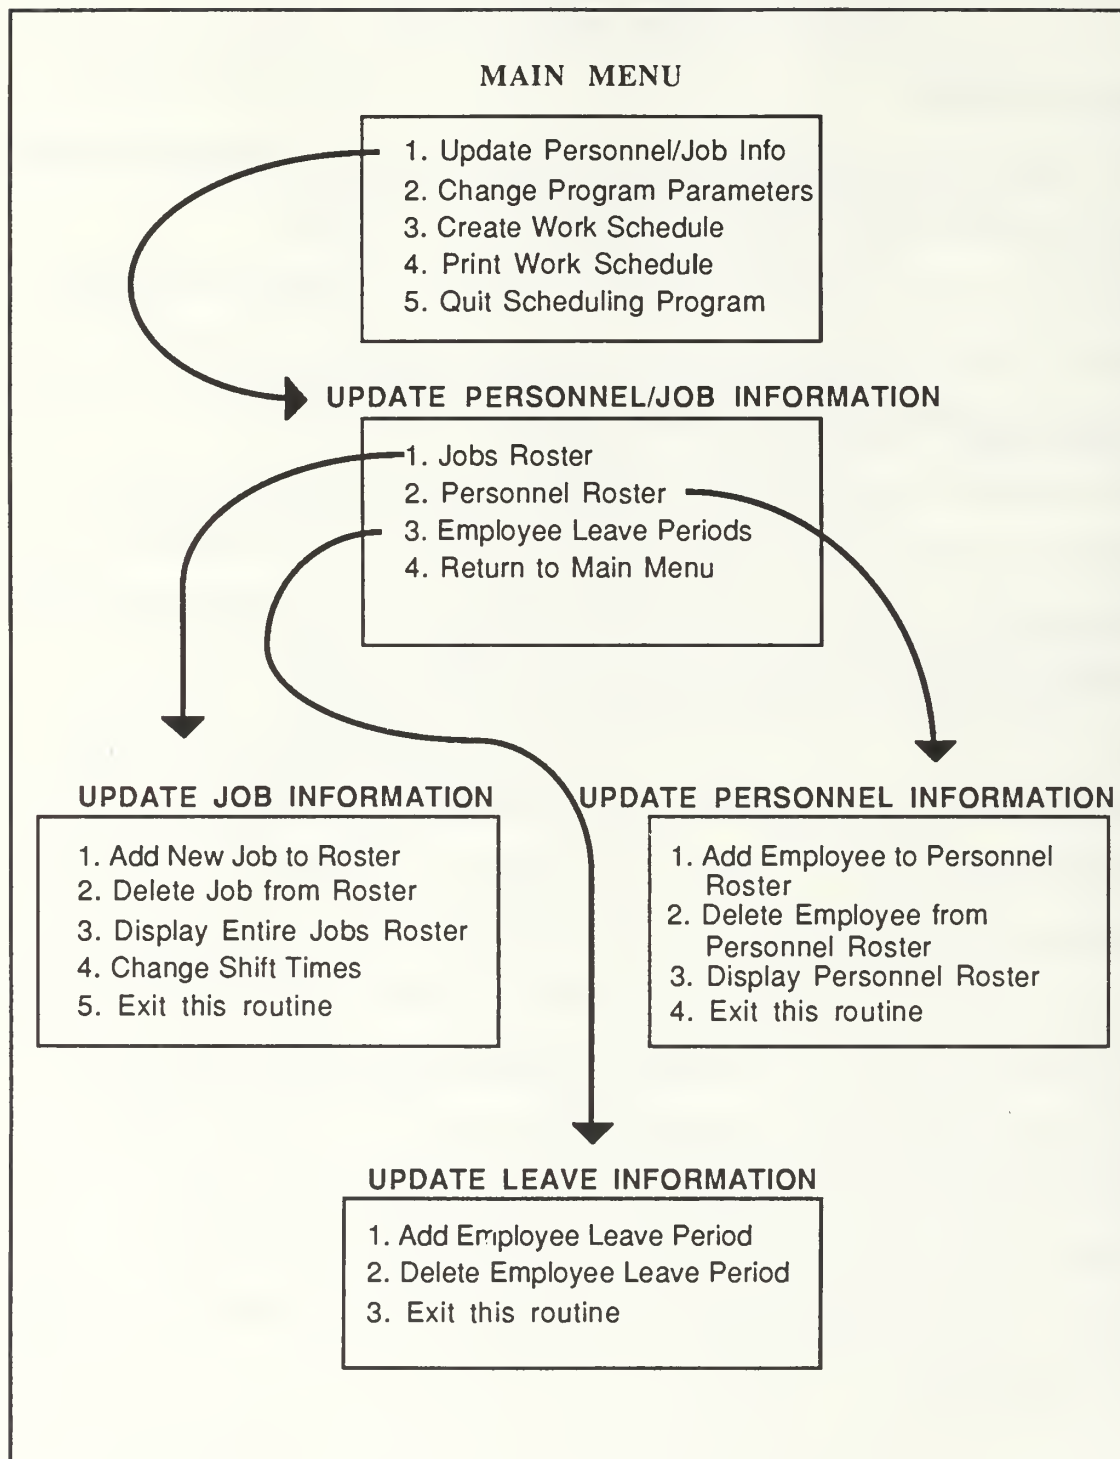 MAIN MENU
1. Update Personnel/Job Info
2. Change Program Parameters
3. Create Work Schedule
4. Print Work Schedule
5. Quit Scheduling Program
UPDATE PERSONNEL/JOB INFORMATION
1. Jobs Roster
2. Personnel Roster
3. Employee Leave Periods
4. Return to Main Menu
UPDATE JOB INFORMATION
1. Add New Job to Roster
2. Delete Job from Roster
3. Display Entire Jobs Roster
4. Change Shift Times
5. Exit this routine
UPDATE PERSONNEL INFORMATION
1. Add Employee to Personnel
Roster
2. Delete Employee from
Personnel Roster
3. Display Personnel Roster
4. Exit this routine
UPDATE LEAVE INFORMATION
1. Add Employee Leave Period
2. Delete Employee Leave Period
3. Exit this routine